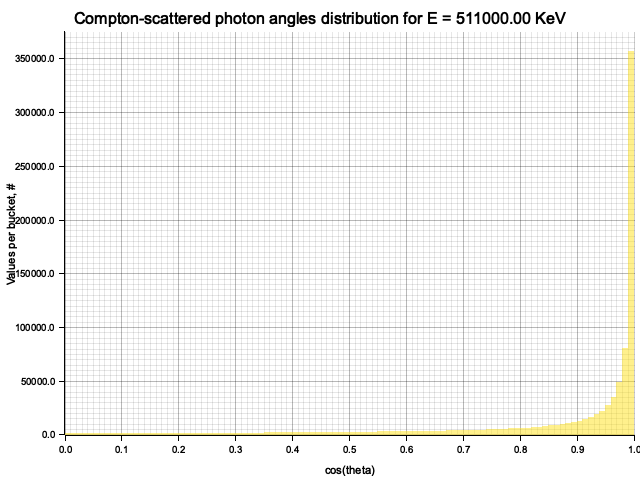 Compton-scattered photon angles distribution for E = 511000.00 KeV
Values per bucket, #
350000.0
300000.0
250000.0
200000.0
150000.0
100000.0
50000.0
0.0
0.0 0.1 0.2 0.3 0.4 0.5 0.6 0.7 0.8 0.9 1.0
cos(theta)